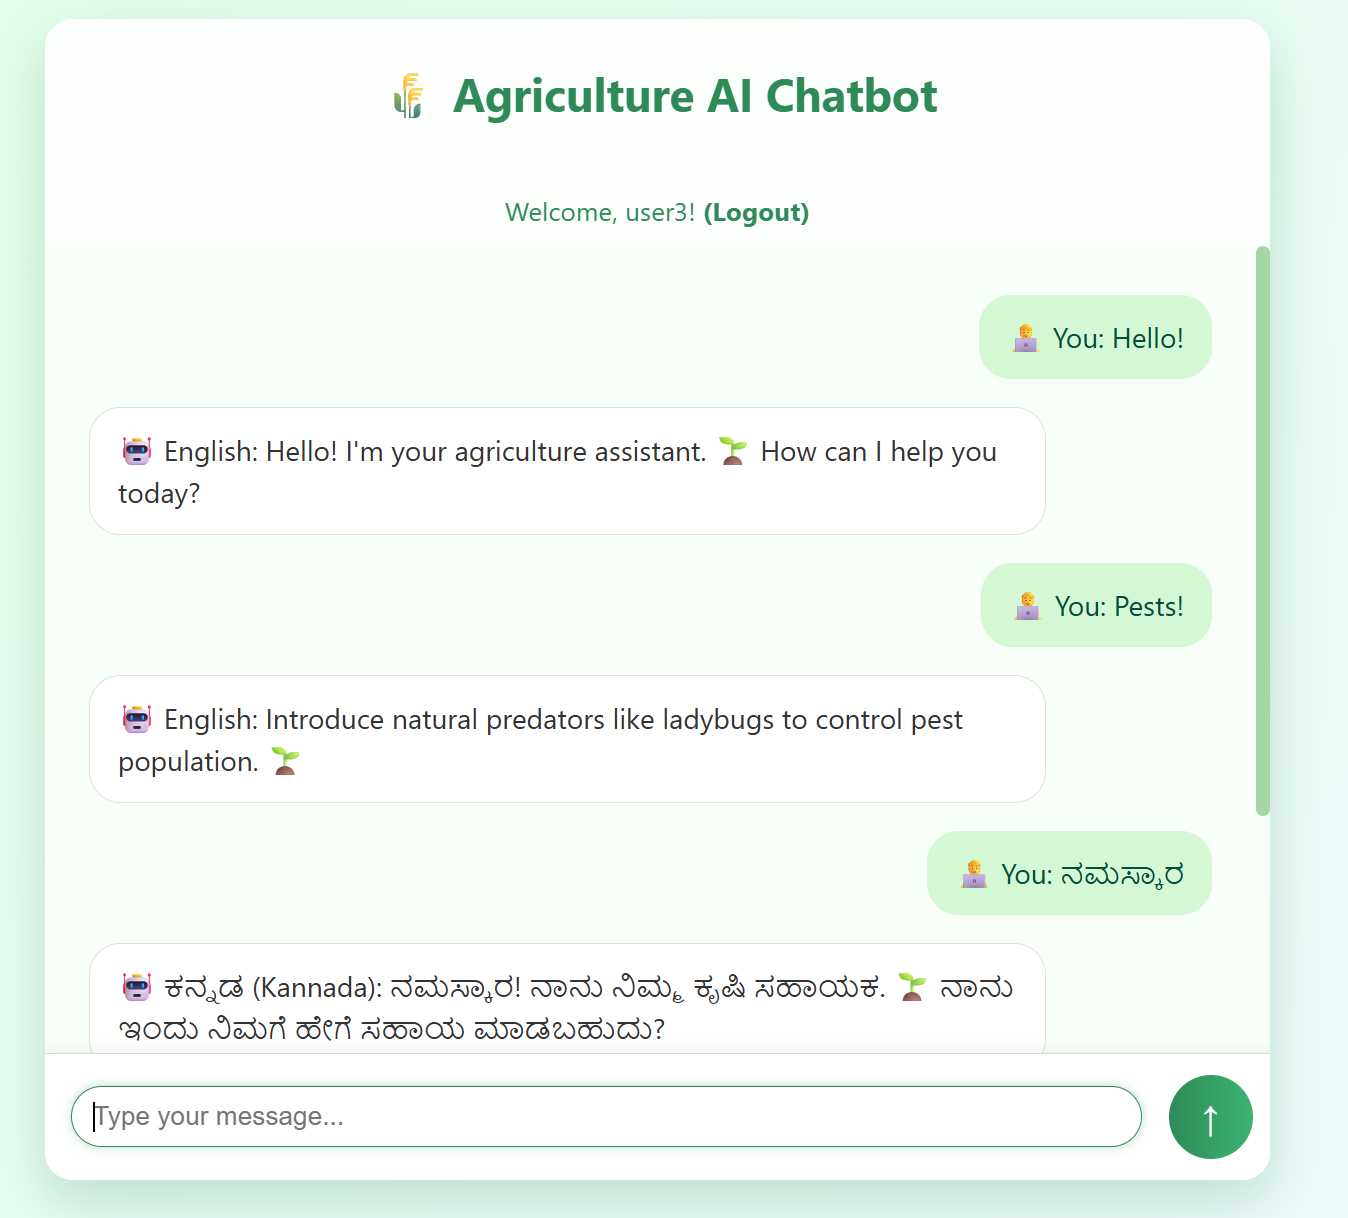 Agriculture AI Chatbot
Welcome, user3! (Logout)
You: Hello!
English: Hello! I'm your agriculture assistant. 🌱 How can I help you
today?
You: Pests!
English: Introduce natural predators like ladybugs to control pest
population. 🌱
You: ನಮಸ್ಕಾರ
ಕನ್ನಡ (Kannada): ನಮಸ್ಕಾರ! ನಾನು ನಿಮ್ಮ ಕೃಷಿ ಸಹಾಯಕ. 🌱 ನಾನು
ಇಂದು ನಿಮಗೆ ಹೇಗೆ ಸಹಾಯ ಮಾಡಬಹುದು?
Type your message...
↑